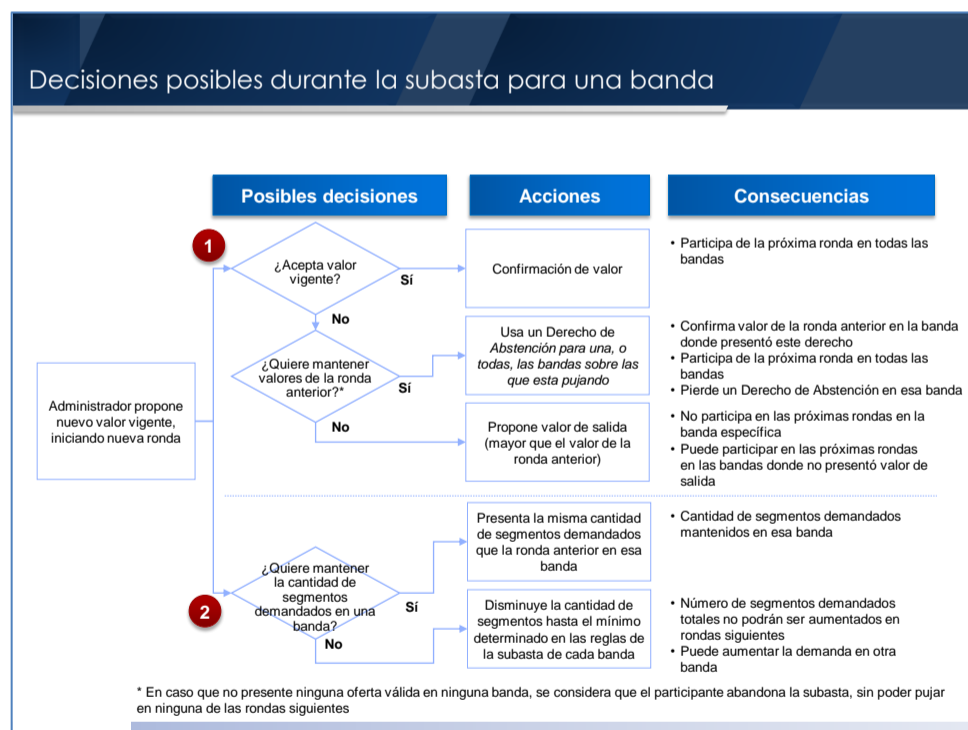 Decisiones posibles durante la subasta para una banda
Posibles decisiones
Acciones
Consecuencias
1
¿Acepta valor
vigente?
Sí
No
Confirmación de valor
• Participa de la próxima ronda en todas las
bandas
¿Quiere mantener
valores de la ronda
anterior?*
Sí
No
Usa un Derecho de
Abstención para una, o
todas, las bandas sobre las
que esta pujando
• Confirma valor de la ronda anterior en la banda
donde presentó este derecho
• Participa de la próxima ronda en todas las
bandas
• Pierde un Derecho de Abstención en esa banda
Administrador propone
nuevo valor vigente,
iniciando nueva ronda
Propone valor de salida
(mayor que el valor de la
ronda anterior)
• No participa en las próximas rondas en la
banda específica
• Puede participar en las próximas rondas
en las bandas donde no presentó valor de
salida
2
¿Quiere mantener
la cantidad de
segmentos
demandados en una
banda?
Sí
No
Presenta la misma cantidad
de segmentos demandados
que la ronda anterior en esa
banda
• Cantidad de segmentos demandados
mantenidos en esa banda
Disminuye la cantidad de
segmentos hasta el mínimo
determinado en las reglas de
la subasta de cada banda
• Número de segmentos demandados
totales no podrán ser aumentados en
rondas siguientes
• Puede aumentar la demanda en otra
banda
* En caso que no presente ninguna oferta válida en ninguna banda, se considera que el participante abandona la subasta, sin poder pujar
en ninguna de las rondas siguientes